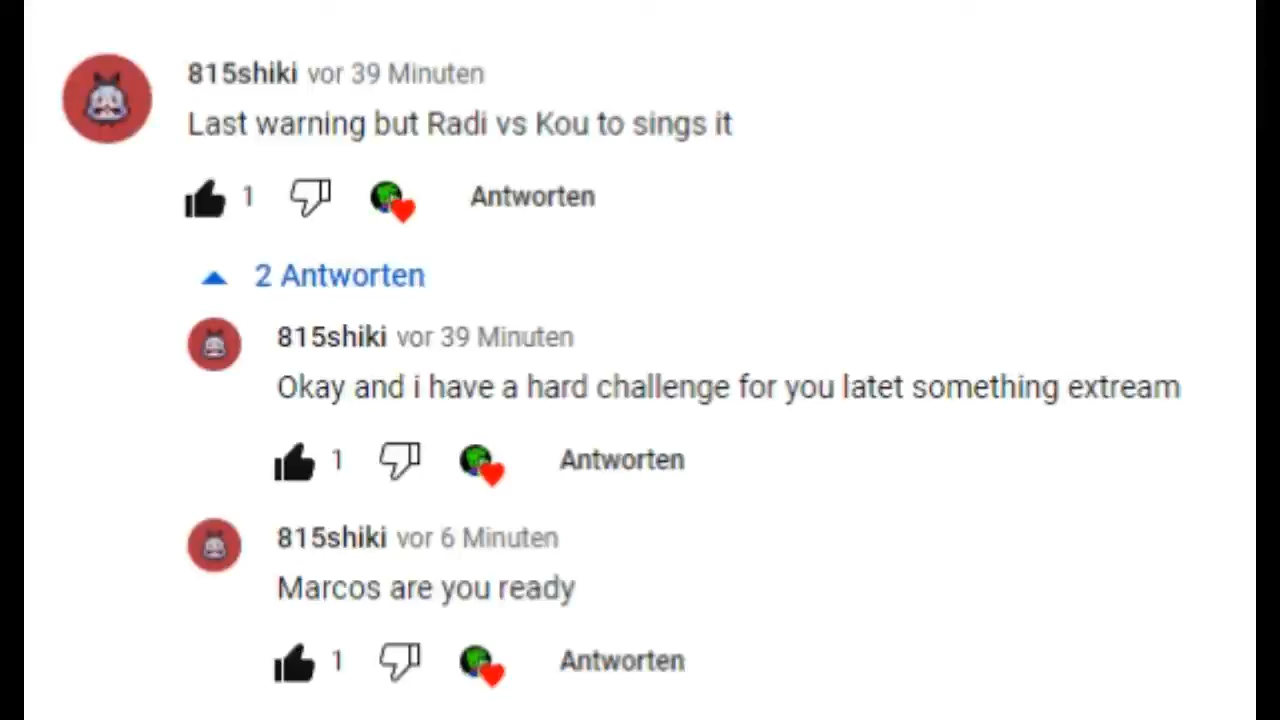 815shiki vor 39 Minuten
Last warning but Radi vs Kou to sings it
1 Antworten
2 Antworten
815shiki vor 39 Minuten
Okay and i have a hard challenge for you latet something extream
1 Antworten
815shiki vor 6 Minuten
Marcos are you ready
1 Antworten